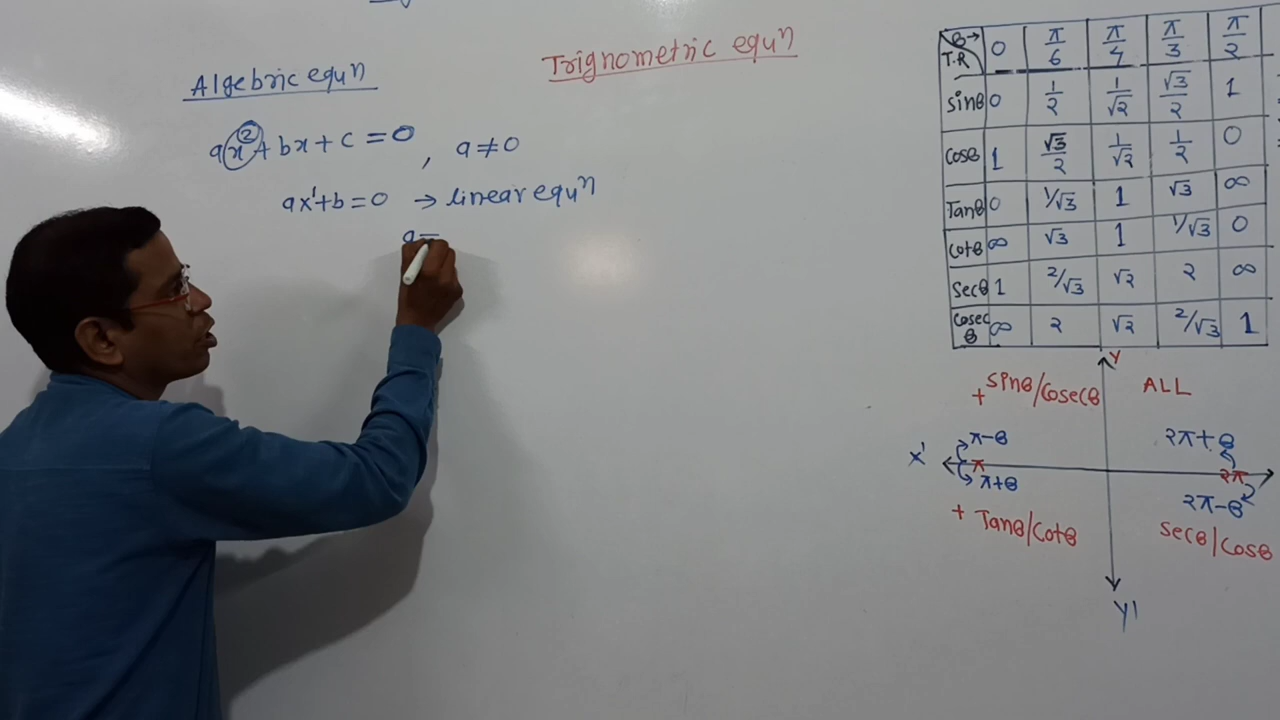 Trignometric equⁿ
Algebric equⁿ
ax²+bx+c=0, a≠0
ax¹+b=0 → linear equⁿ
a=
θ→ T.R 0 π/6 π/4 π/3 π/2
sinθ 0 1/2 1/√2 √3/2 1
cosθ 1 √3/2 1/√2 1/2 0
Tanθ 0 1/√3 1 √3 ∞
cotθ ∞ √3 1 1/√3 0
secθ 1 2/√3 √2 2 ∞
cosec θ ∞ 2 √2 2/√3 1
Y
+ sinθ/cosecθ ALL
π-θ 2π+θ
X' π 2π
π+θ 2π-θ
+ Tanθ/cotθ secθ/cosθ
Y'